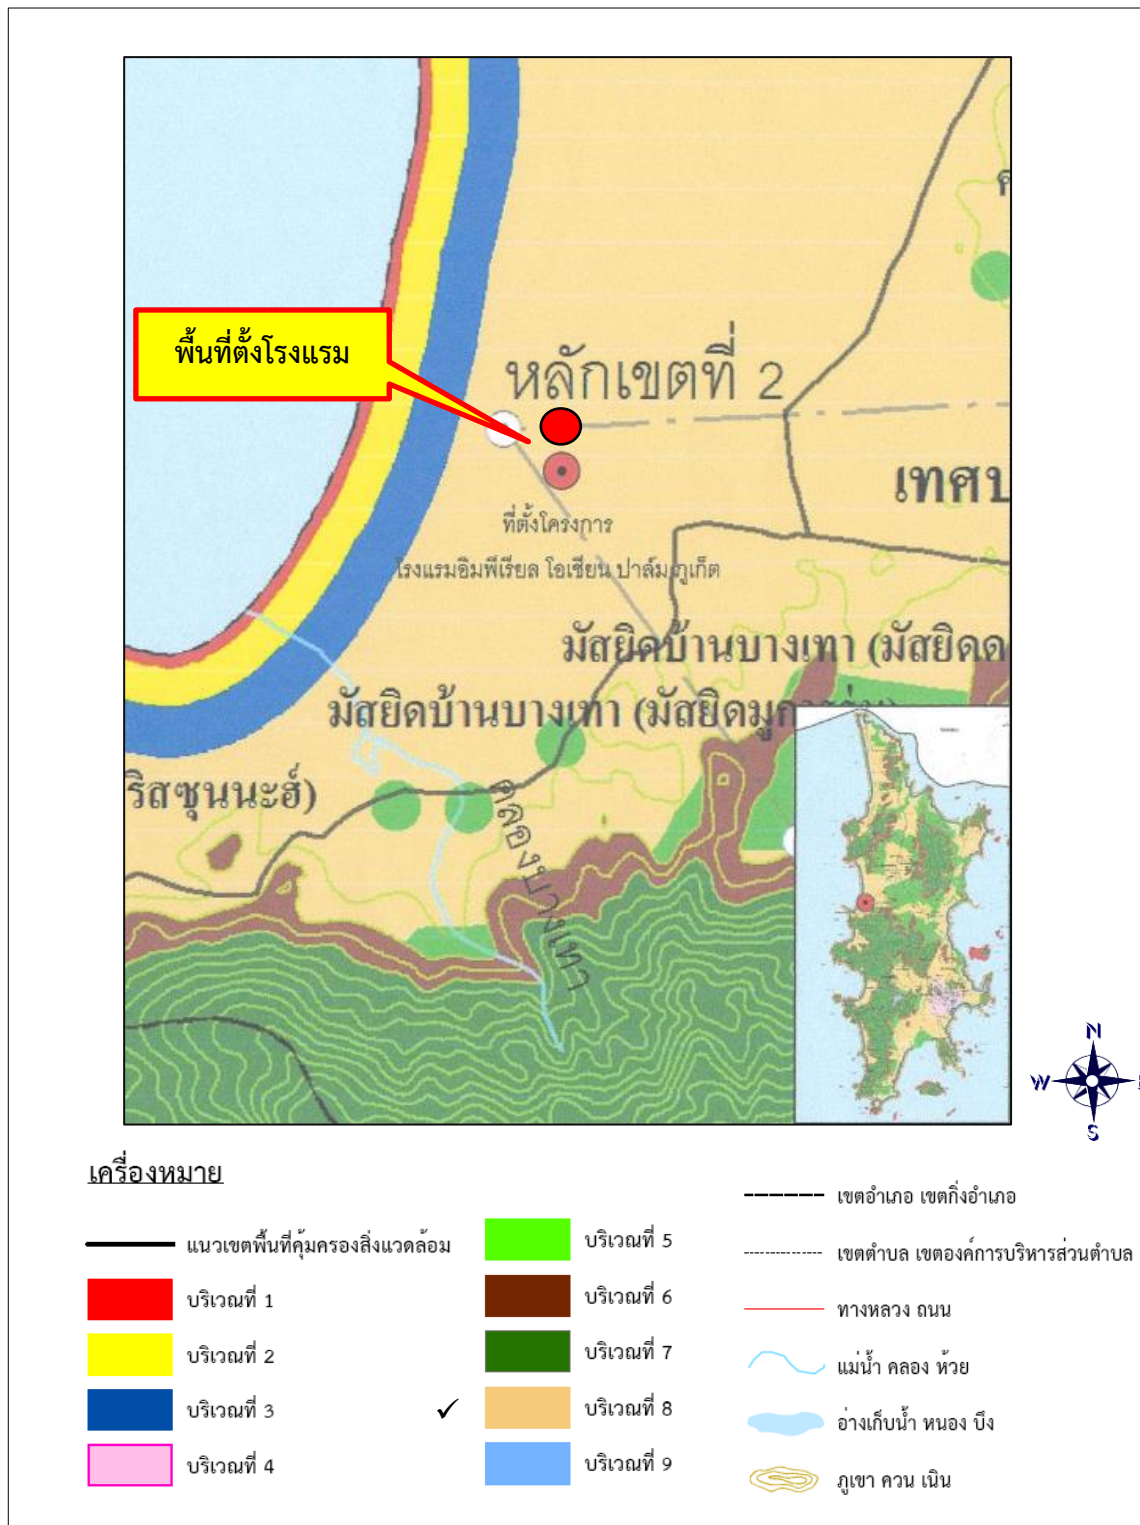 พื้นที่ตั้งโรงแรม
หลักเขตที่ 2
เทศบ
ที่ตั้งโครงการ
โรงแรมอิมพีเรียล โอเชียน ปาล์ม ภูเก็ต
มัสยิดบ้านบางเทา (มัสยิดด
มัสยิดบ้านบางเทา (มัสยิดมูการ่ม)
ริสซุนนะฮ์)
คลองบางเทา
N
W
S
เครื่องหมาย
แนวเขตพื้นที่คุ้มครองสิ่งแวดล้อม
บริเวณที่ 1
บริเวณที่ 2
บริเวณที่ 3
บริเวณที่ 4
บริเวณที่ 5
บริเวณที่ 6
บริเวณที่ 7
✓ บริเวณที่ 8
บริเวณที่ 9
เขตอำเภอ เขตกิ่งอำเภอ
เขตตำบล เขตองค์การบริหารส่วนตำบล
ทางหลวง ถนน
แม่น้ำ คลอง ห้วย
อ่างเก็บน้ำ หนอง บึง
ภูเขา ควน เนิน